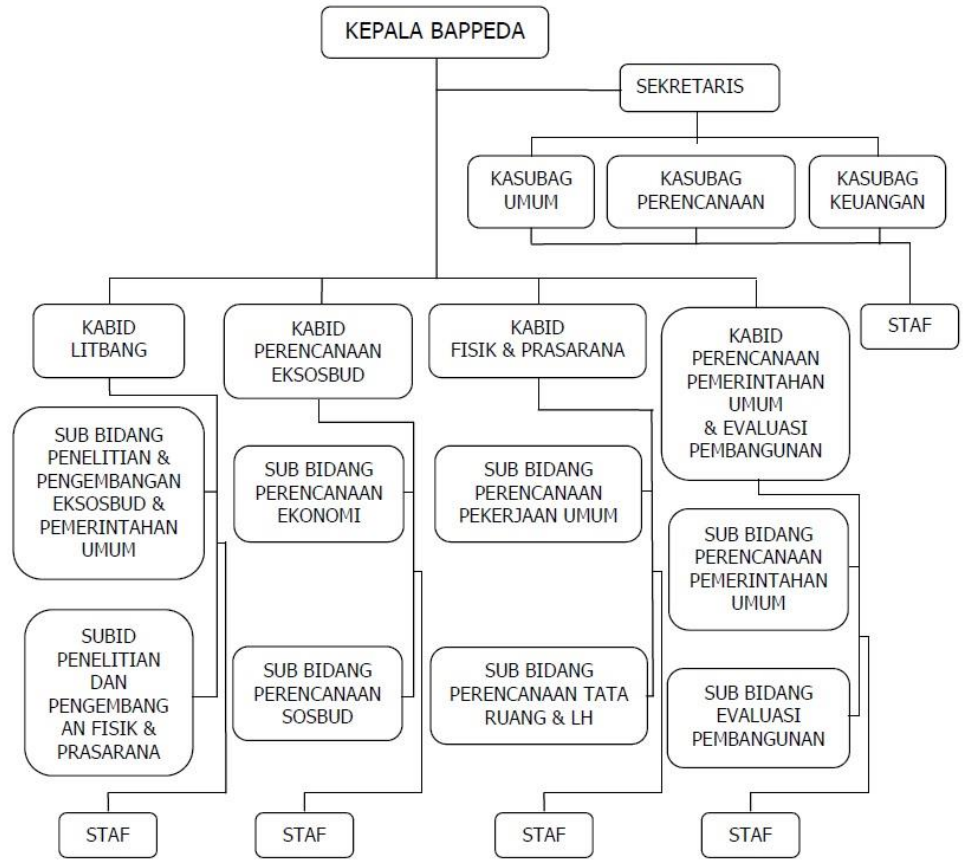 KEPALA BAPPEDA
SEKRETARIS
KASUBAG
UMUM
KASUBAG
PERENCANAAN
KASUBAG
KEUANGAN
STAF
KABID
LITBANG
KABID
PERENCANAAN
EKSOSBUD
KABID
FISIK & PRASARANA
KABID
PERENCANAAN
PEMERINTAHAN
UMUM
& EVALUASI
PEMBANGUNAN
SUB BIDANG
PENELITIAN &
PENGEMBANGAN
EKSOSBUD &
PEMERINTAHAN
UMUM
SUB BIDANG
PERENCANAAN
EKONOMI
SUB BIDANG
PERENCANAAN
PEKERJAAN UMUM
SUB BIDANG
PERENCANAAN
PEMERINTAHAN
UMUM
SUBID
PENELITIAN
DAN
PENGEMBANG
AN FISIK &
PRASARANA
SUB BIDANG
PERENCANAAN
SOSBUD
SUB BIDANG
PERENCANAAN TATA
RUANG & LH
SUB BIDANG
EVALUASI
PEMBANGUNAN
STAF
STAF
STAF
STAF